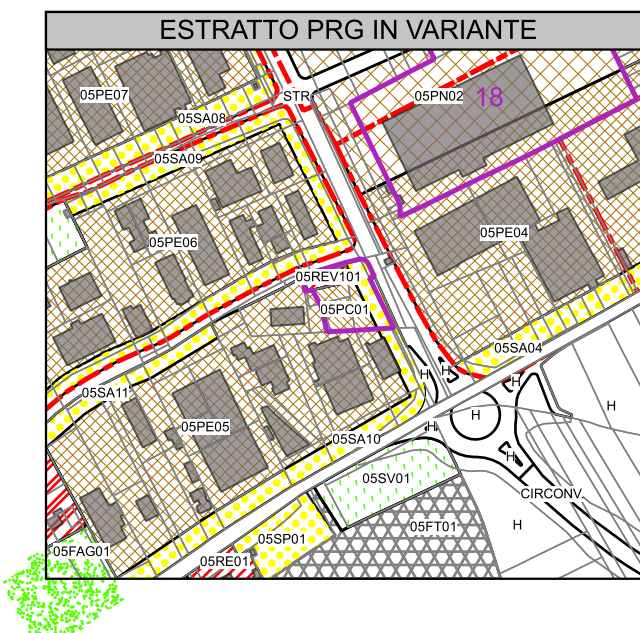 ESTRATTO PRG IN VARIANTE
05PE07
STR
05PN02
18
05SA08
05SA09
05PE06
05PE04
05REV101
05PC01
05SA04
H
H
H
H
H
05SA11
05PE05
H
05SA10
H
05SV01
CIRCONV.
05FT01
H
05SP01
05FAG01
05RE01